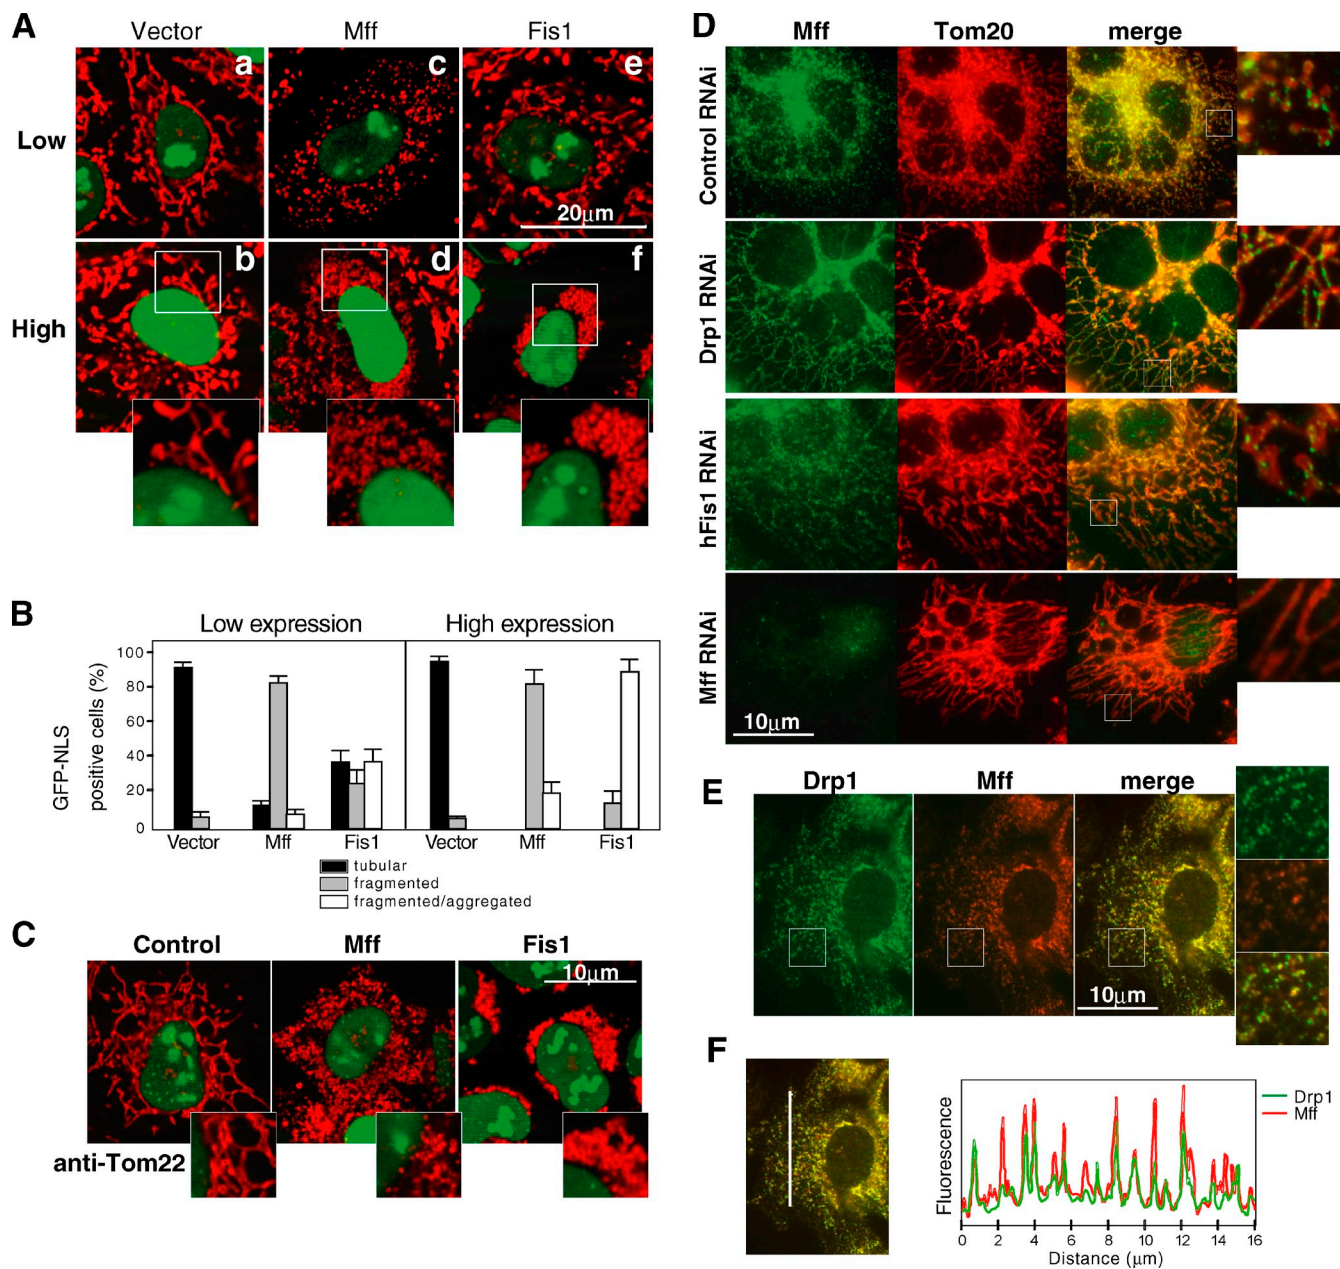 A
Vector
Mff
Fis1
Low
a
c
e
20μm
High
b
d
f
B
Low expression
High expression
GFP-NLS
positive cells (%)
100
80
60
40
20
0
Vector
Mff
Fis1
Vector
Mff
Fis1
tubular
fragmented
fragmented/aggregated
C
Control
Mff
Fis1
10μm
anti-Tom22
D
Mff
Tom20
merge
Control RNAi
Drp1 RNAi
hFis1 RNAi
Mff RNAi
10μm
E
Drp1
Mff
merge
10μm
F
Fluorescence
Drp1
Mff
0 2 4 6 8 10 12 14 16
Distance (μm)